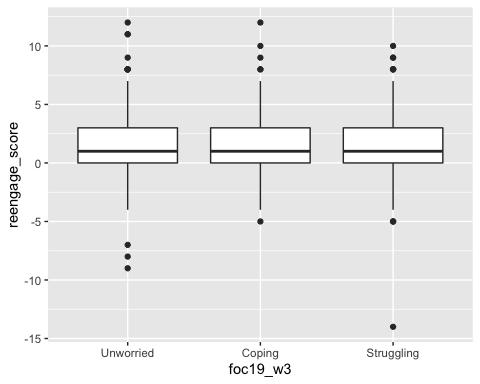 reengage_score
10
5
0
-5
-10
-15
Unworried
Coping
Struggling
foc19_w3